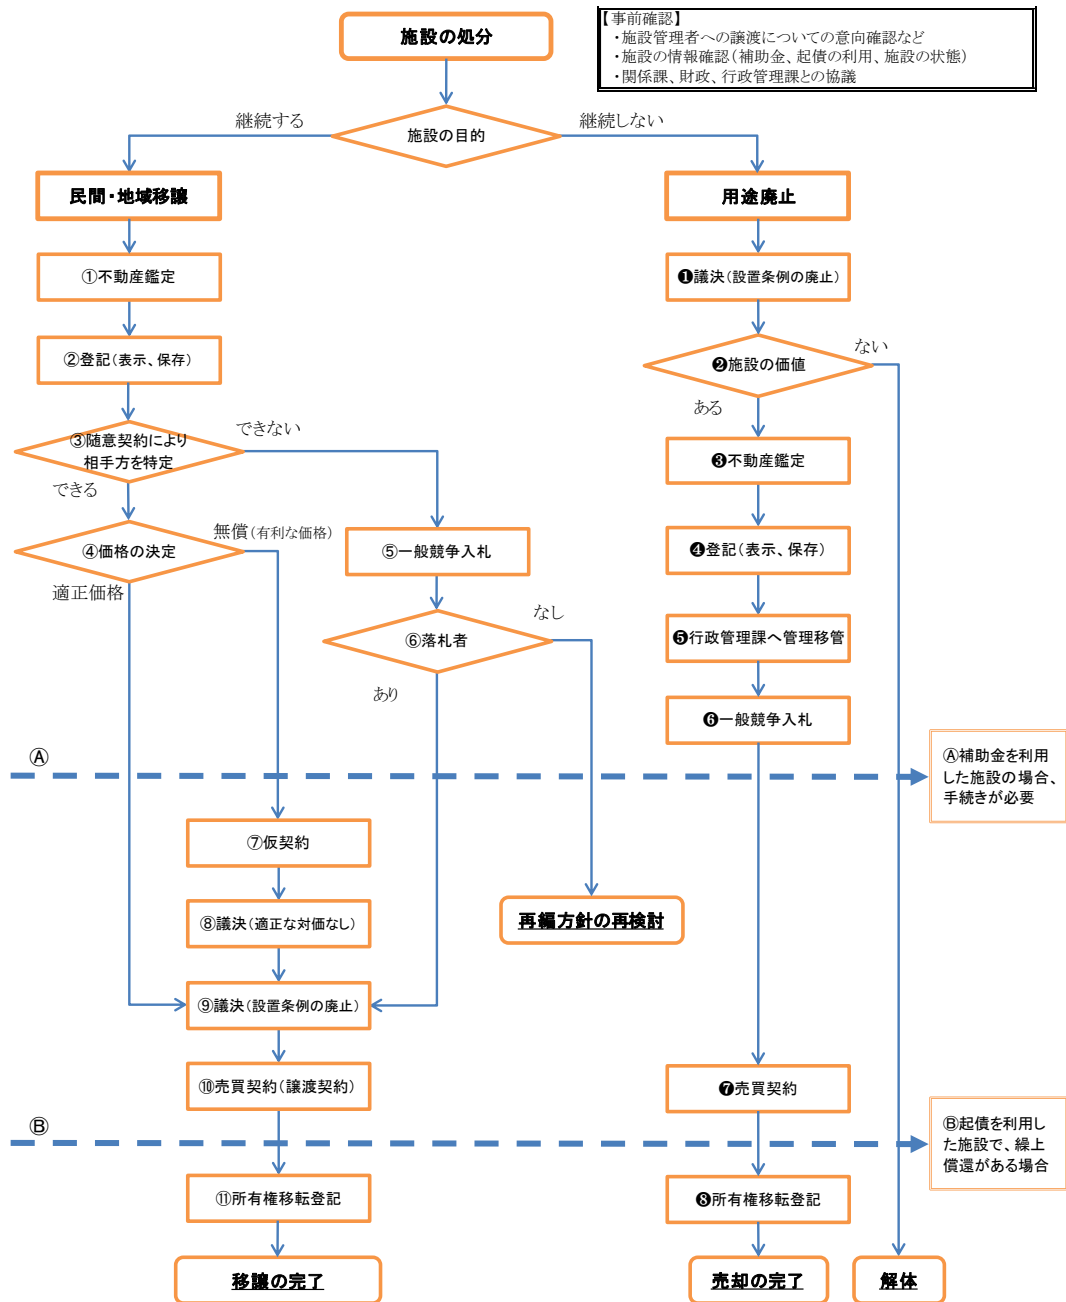 施設の処分
【事前確認】
・施設管理者への譲渡についての意向確認など
・施設の情報確認(補助金、起債の利用、施設の状態)
・関係課、財政、行政管理課との協議
継続する
施設の目的
継続しない
民間・地域移譲
用途廃止
①不動産鑑定
❶議決(設置条例の廃止)
②登記(表示、保存)
❷施設の価値
ない
ある
③随意契約により
相手方を特定
できない
できる
❸不動産鑑定
④価格の決定
無償(有利な価格)
適正価格
⑤一般競争入札
❹登記(表示、保存)
⑥落札者
なし
あり
❺行政管理課へ管理移管
❻一般競争入札
Ⓐ
Ⓐ補助金を利用
した施設の場合、
手続きが必要
⑦仮契約
⑧議決(適正な対価なし)
再編方針の再検討
⑨議決(設置条例の廃止)
⑩売買契約(譲渡契約)
❼売買契約
Ⓑ
Ⓑ起債を利用し
た施設で、繰上
償還がある場合
⑪所有権移転登記
❽所有権移転登記
移譲の完了
売却の完了
解体